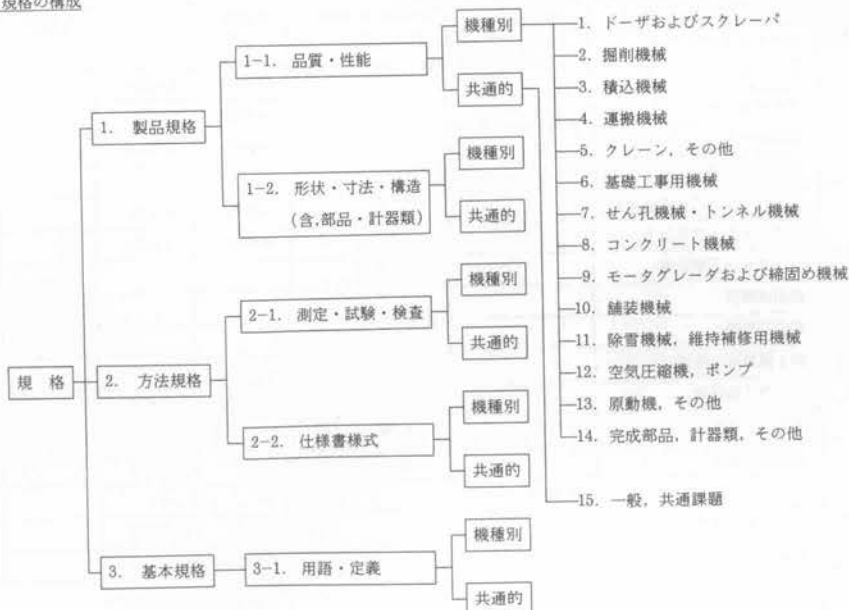 規格の構成
規格
1. 製品規格
1-1. 品質・性能
機種別
共通的
1-2. 形状・寸法・構造
(含,部品・計器類)
機種別
共通的
2. 方法規格
2-1. 測定・試験・検査
機種別
共通的
2-2. 仕様書様式
機種別
共通的
3. 基本規格
3-1. 用語・定義
機種別
共通的
1. ドーザおよびスクレーパ
2. 掘削機械
3. 積込機械
4. 運搬機械
5. クレーン, その他
6. 基礎工事用機械
7. せん孔機械・トンネル機械
8. コンクリート機械
9. モータグレーダおよび締固め機械
10. 舗装機械
11. 除雪機械, 維持補修用機械
12. 空気圧縮機, ポンプ
13. 原動機, その他
14. 完成部品, 計器類, その他
15. 一般, 共通課題